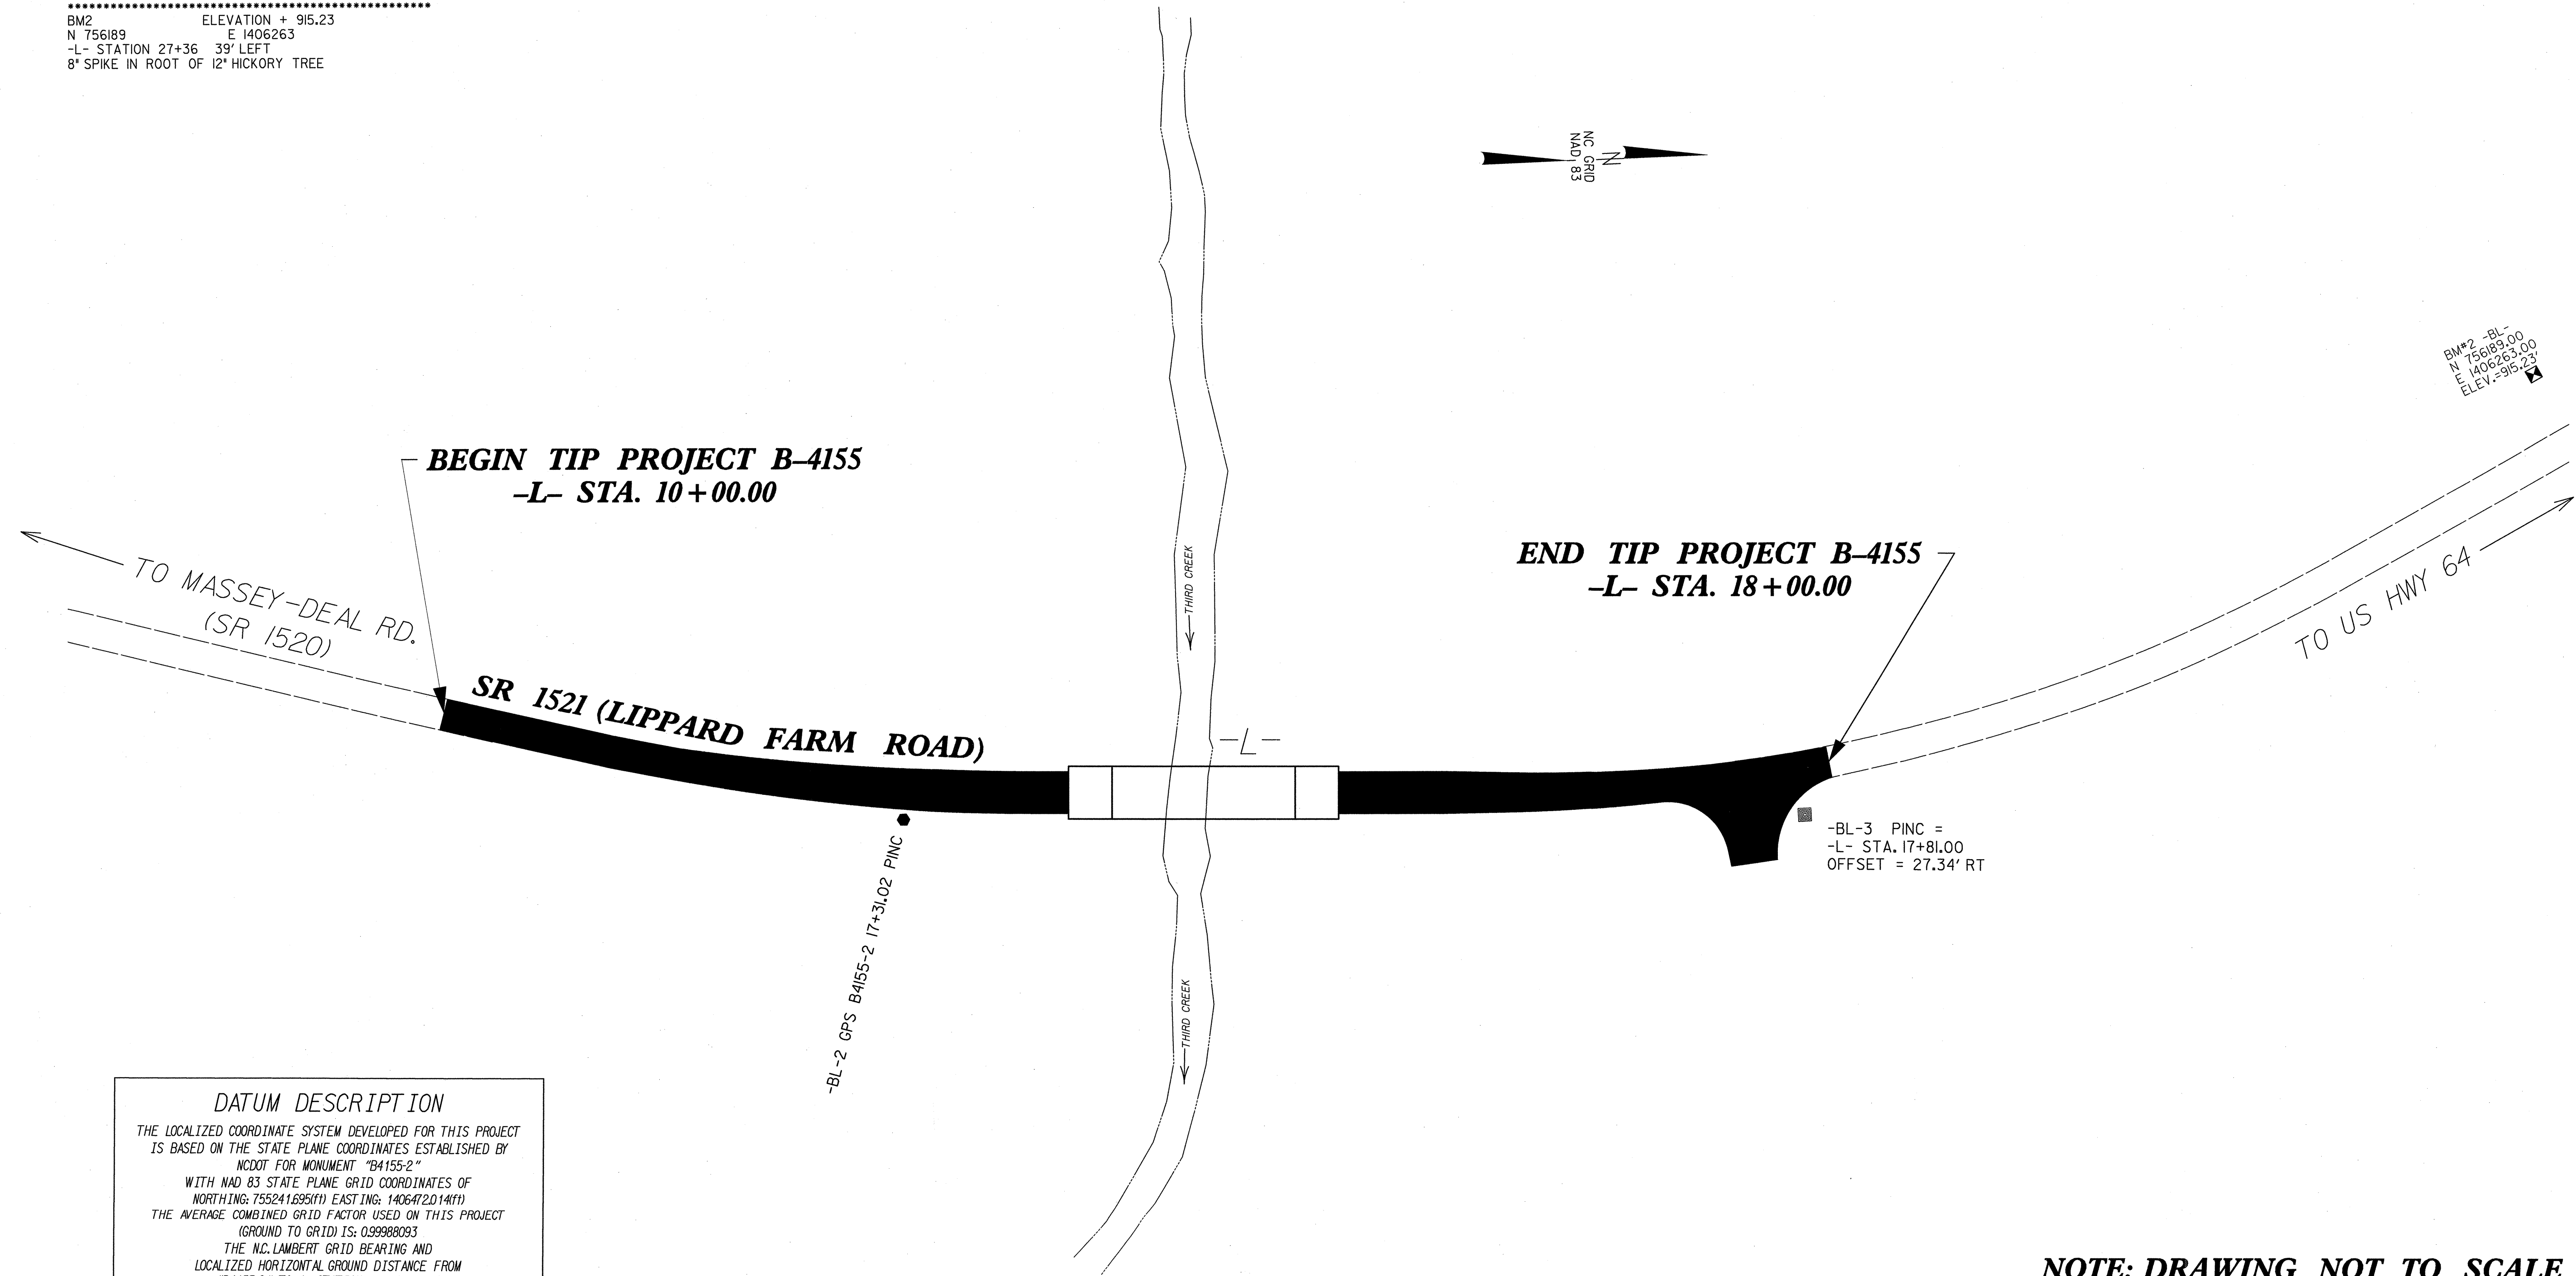 ************************************************
BM2 ELEVATION + 915.23
N 756189 E 1406263
-L- STATION 27+36 39' LEFT
8" SPIKE IN ROOT OF 12" HICKORY TREE
NC GRID
NAD 83
N
BM#2 -BL-
N 756189.00
E 1406263.00
ELEV.=915.23'
BEGIN TIP PROJECT B-4155
-L- STA. 10+00.00
END TIP PROJECT B-4155
-L- STA. 18+00.00
TO MASSEY-DEAL RD.
(SR 1520)
THIRD CREEK
TO US HWY 64
SR 1521 (LIPPARD FARM ROAD)
-L-
-BL-2 GPS B4155-2 17+31.02 PINC
-BL-3 PINC =
-L- STA. 17+81.00
OFFSET = 27.34' RT
THIRD CREEK
DATUM DESCRIPTION
THE LOCALIZED COORDINATE SYSTEM DEVELOPED FOR THIS PROJECT
IS BASED ON THE STATE PLANE COORDINATES ESTABLISHED BY
NCDOT FOR MONUMENT "B4155-2"
WITH NAD 83 STATE PLANE GRID COORDINATES OF
NORTHING: 755241.695(ft) EASTING: 1406472.014(ft)
THE AVERAGE COMBINED GRID FACTOR USED ON THIS PROJECT
(GROUND TO GRID) IS: 0.99988093
THE N.C. LAMBERT GRID BEARING AND
LOCALIZED HORIZONTAL GROUND DISTANCE FROM
NOTE: DRAWING NOT TO SCALE